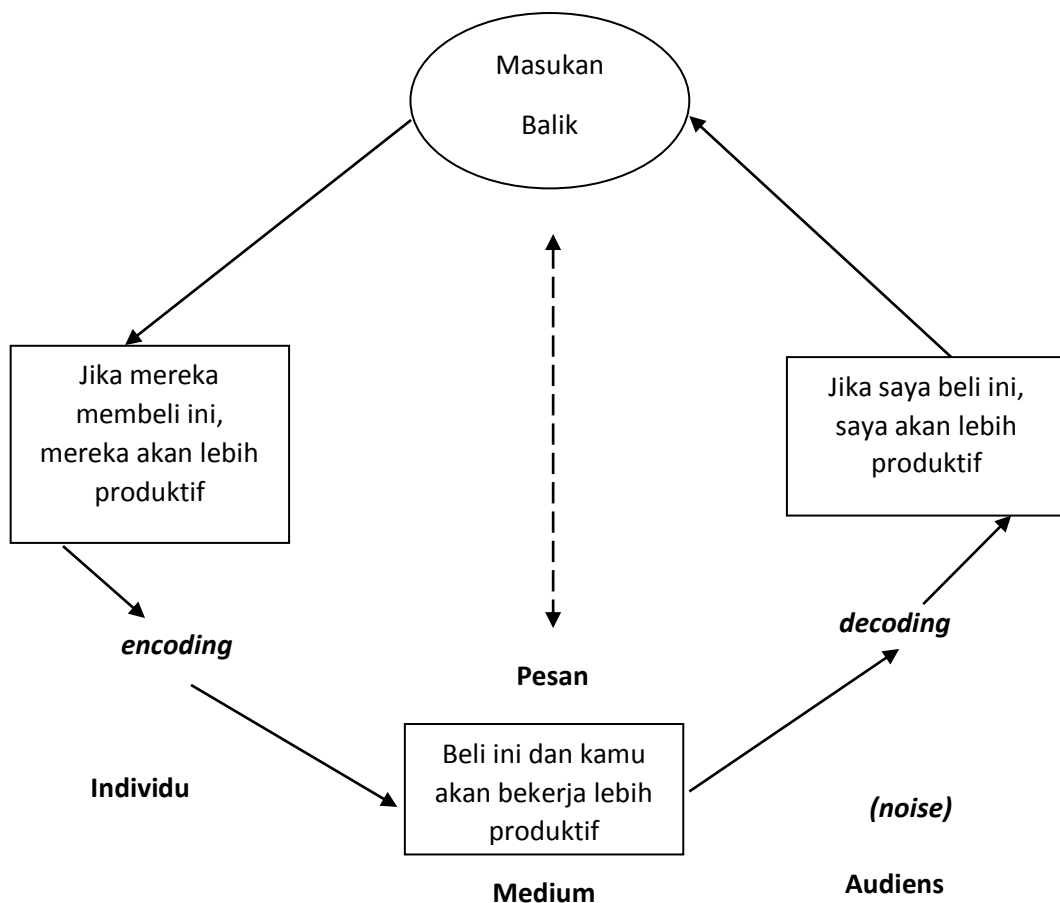 Masukan
Balik
Jika mereka
membeli ini,
mereka akan lebih
produktif
Jika saya beli ini,
saya akan lebih
produktif
encoding
decoding
Pesan
Beli ini dan kamu
akan bekerja lebih
produktif
Individu
(noise)
Medium
Audiens